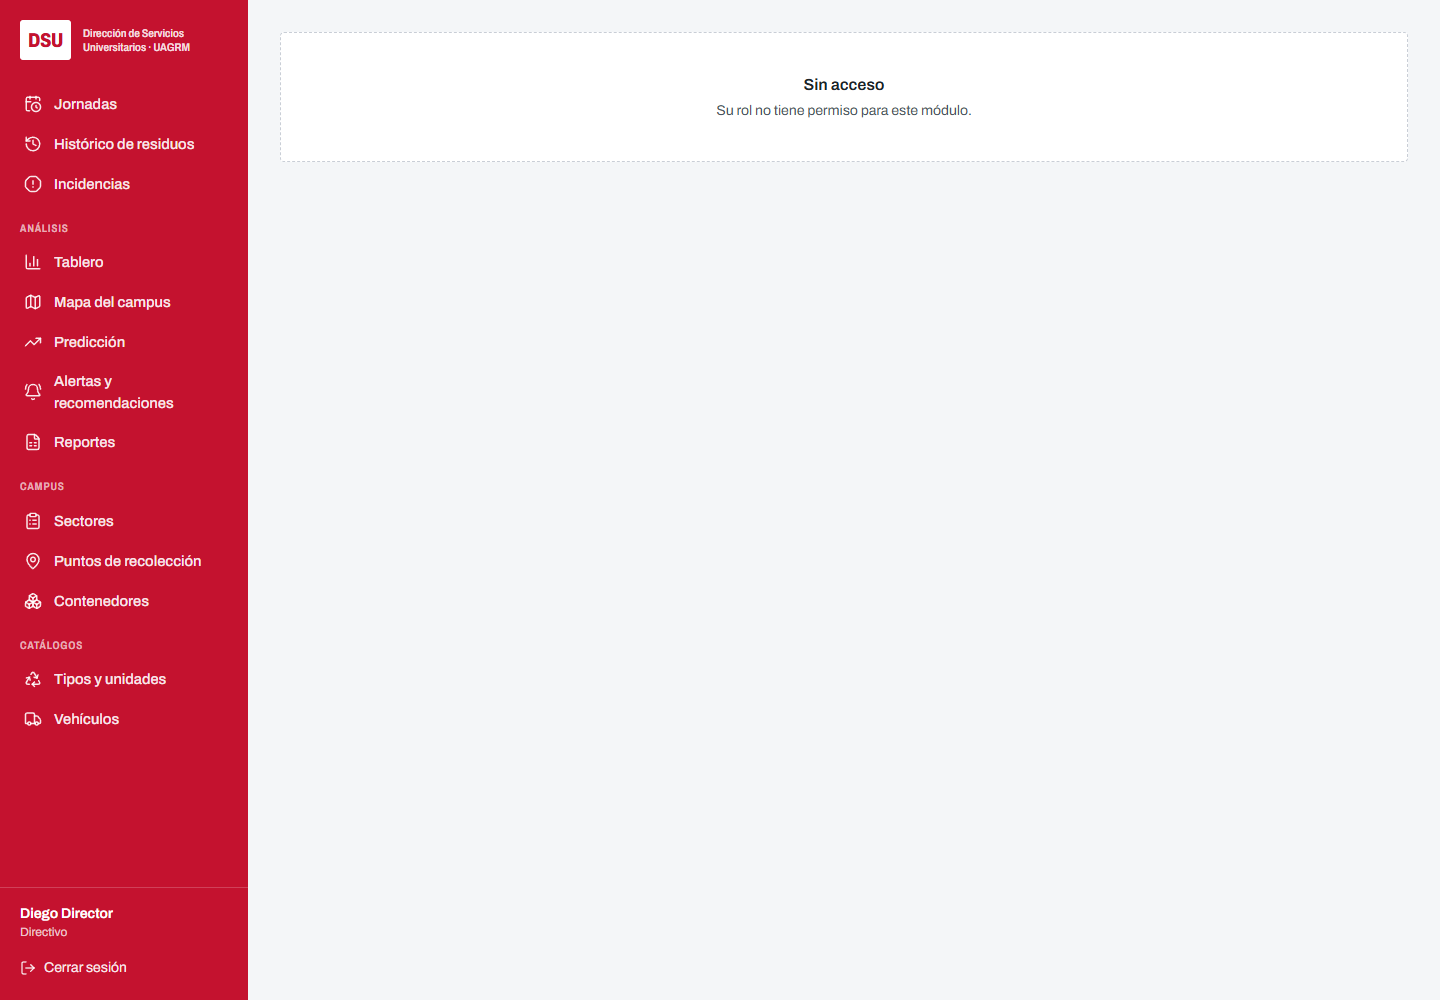 DSU
Dirección de Servicios
Universitarios · UAGRM
Jornadas
Histórico de residuos
Incidencias
ANÁLISIS
Tablero
Mapa del campus
Predicción
Alertas y
recomendaciones
Reportes
CAMPUS
Sectores
Puntos de recolección
Contenedores
CATÁLOGOS
Tipos y unidades
Vehículos
Diego Director
Directivo
Cerrar sesión
Sin acceso
Su rol no tiene permiso para este módulo.